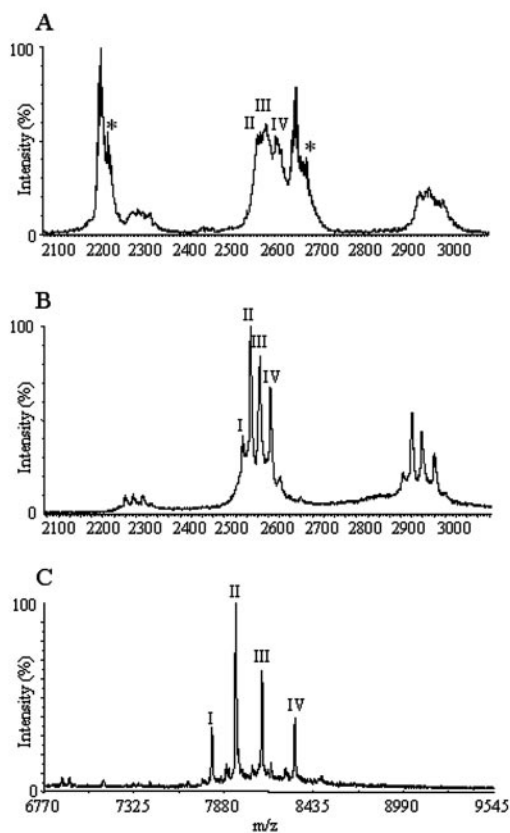 A
100
Intensity (%)
0
III
II
IV
*
*
2100 2200 2300 2400 2500 2600 2700 2800 2900 3000
B
100
Intensity (%)
0
II
III
IV
I
2100 2200 2300 2400 2500 2600 2700 2800 2900 3000
C
100
Intensity (%)
0
II
III
IV
I
6770 7325 7880 8435 8990 9545
m/z